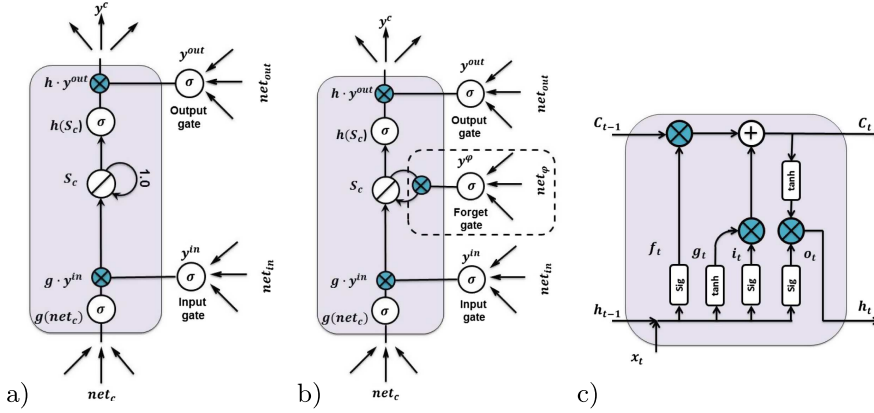 y^c
y^out
σ
net_out
Output
gate
h · y^out
h(S_c)
σ
S_c
1.0
y^in
σ
net_in
Input
gate
g · y^in
g(net_c)
σ
net_c
a)
y^c
y^out
σ
net_out
Output
gate
h · y^out
h(S_c)
σ
y^φ
σ
net_φ
Forget
gate
S_c
y^in
σ
net_in
Input
gate
g · y^in
g(net_c)
σ
net_c
b)
C_{t-1}
+
C_t
tanh
f_t
g_t
i_t
o_t
Sig
tanh
Sig
Sig
h_{t-1}
h_t
x_t
c)